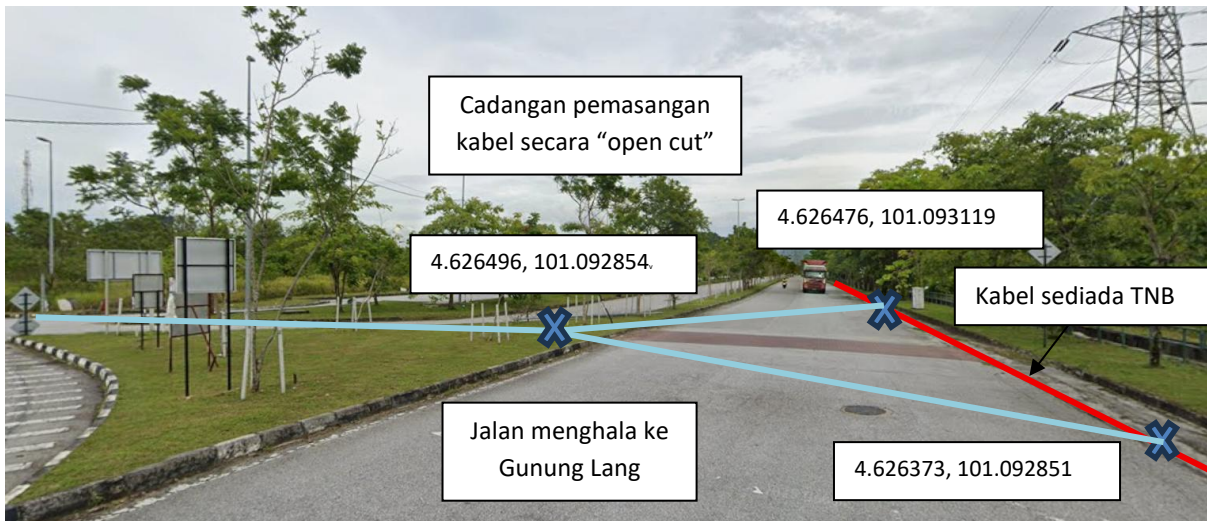 Cadangan pemasangan
kabel secara “open cut”
4.626476, 101.093119
4.626496, 101.092854
Kabel sediada TNB
Jalan menghala ke
Gunung Lang
4.626373, 101.092851